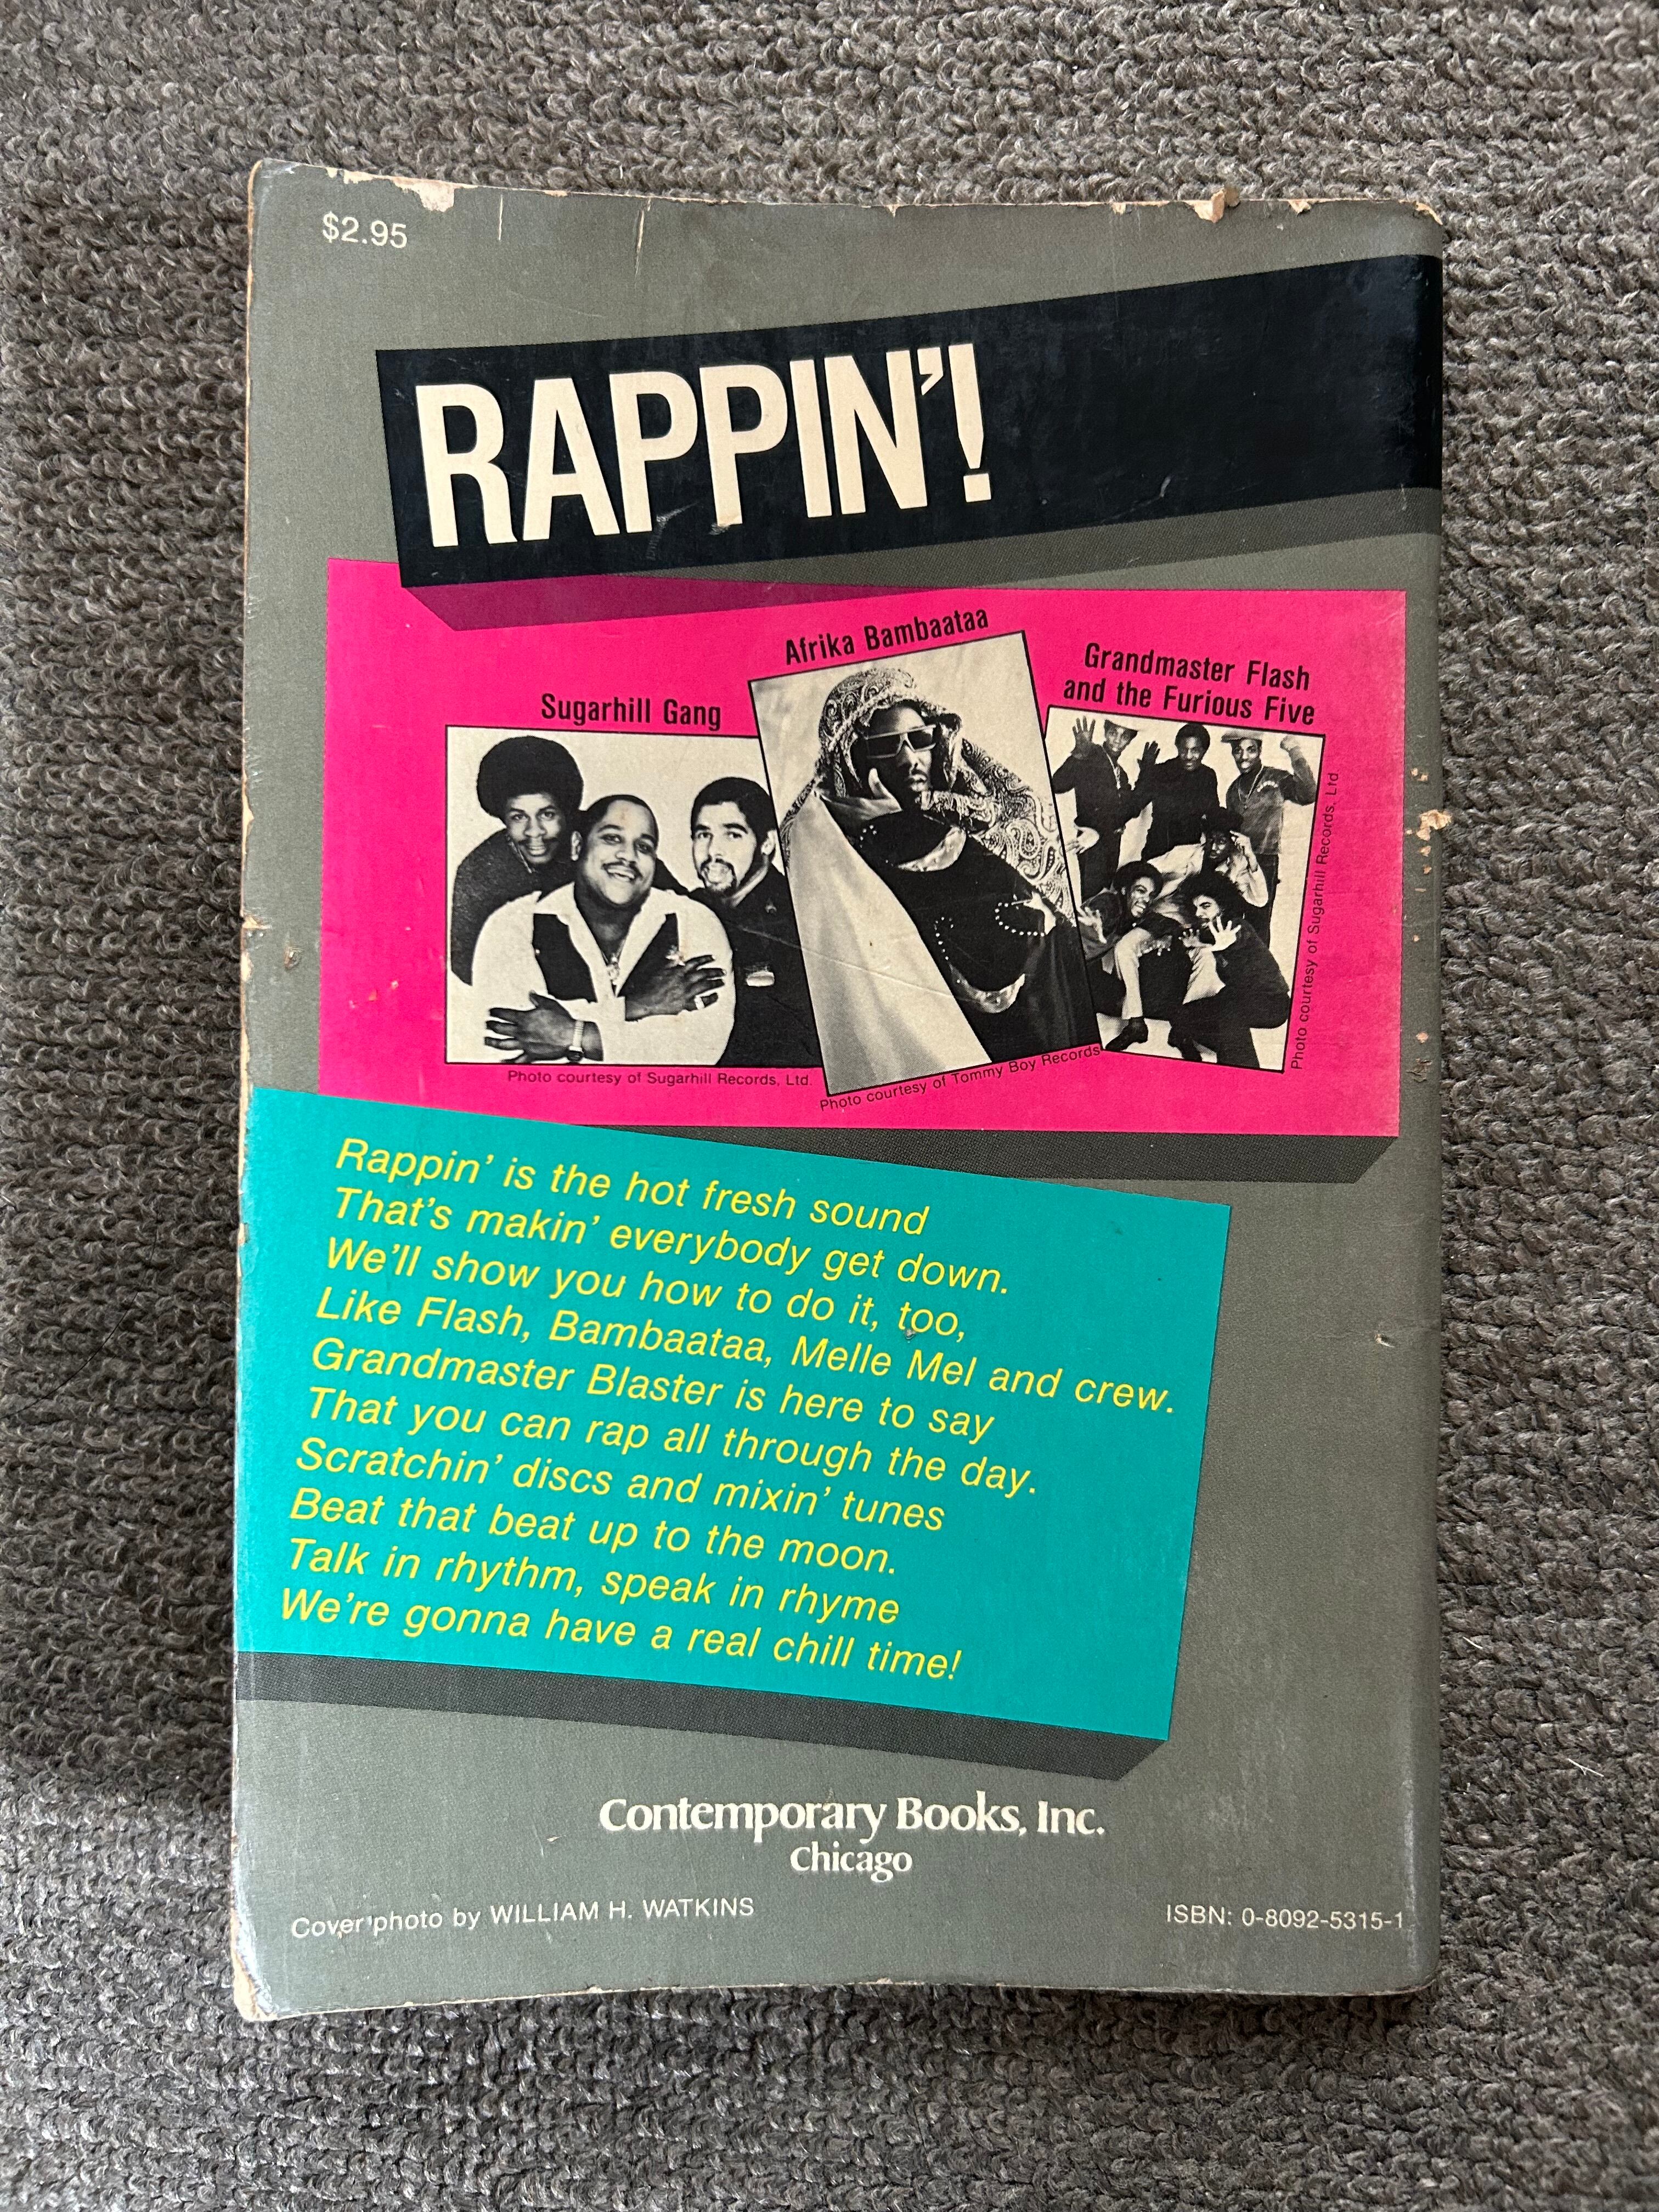 $2.95
RAPPIN'!
Afrika Bambaataa
Grandmaster Flash
and the Furious Five
Sugarhill Gang
Photo courtesy of Sugarhill Records, Ltd.
Photo courtesy of Tommy Boy Records
Photo courtesy of Sugarhill Records, Ltd
Rappin' is the hot fresh sound
That's makin' everybody get down.
We'll show you how to do it, too,
Like Flash, Bambaataa, Melle Mel and crew.
Grandmaster Blaster is here to say
That you can rap all through the day.
Scratchin' discs and mixin' tunes
Beat that beat up to the moon.
Talk in rhythm, speak in rhyme
We're gonna have a real chill time!
Contemporary Books, Inc.
Chicago
Cover photo by WILLIAM H. WATKINS
ISBN: 0-8092-5315-1